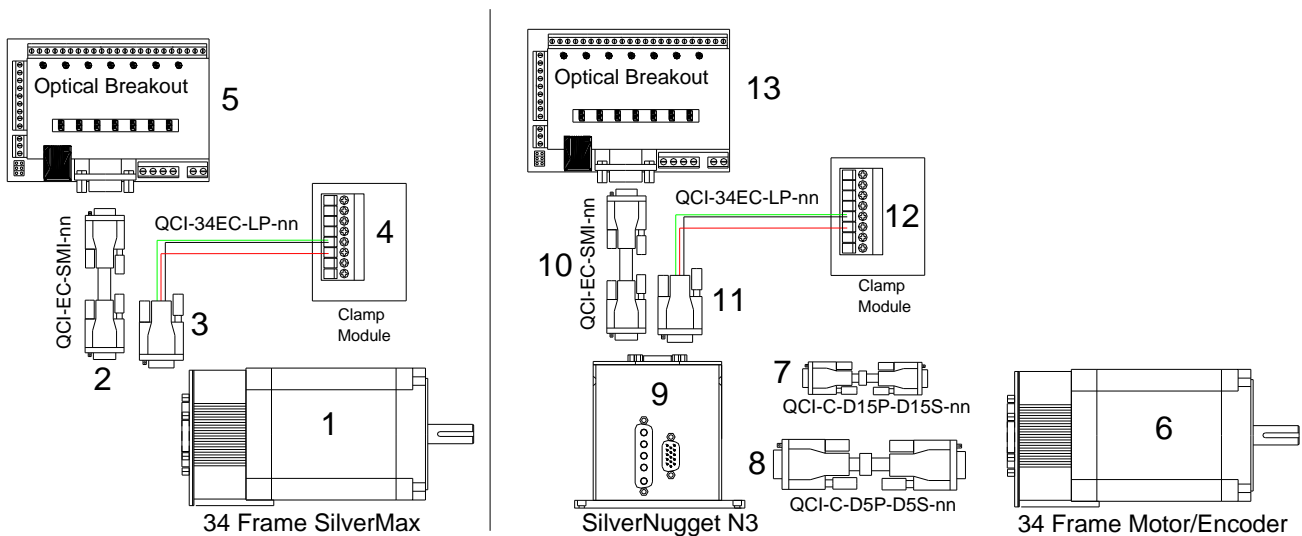 Optical Breakout
5
QCI-EC-SMI-nn
2
QCI-34EC-LP-nn
3
4
Clamp
Module
1
34 Frame SilverMax
Optical Breakout
13
QCI-EC-SMI-nn
10
QCI-34EC-LP-nn
11
12
Clamp
Module
9
SilverNugget N3
7
QCI-C-D15P-D15S-nn
8
QCI-C-D5P-D5S-nn
6
34 Frame Motor/Encoder